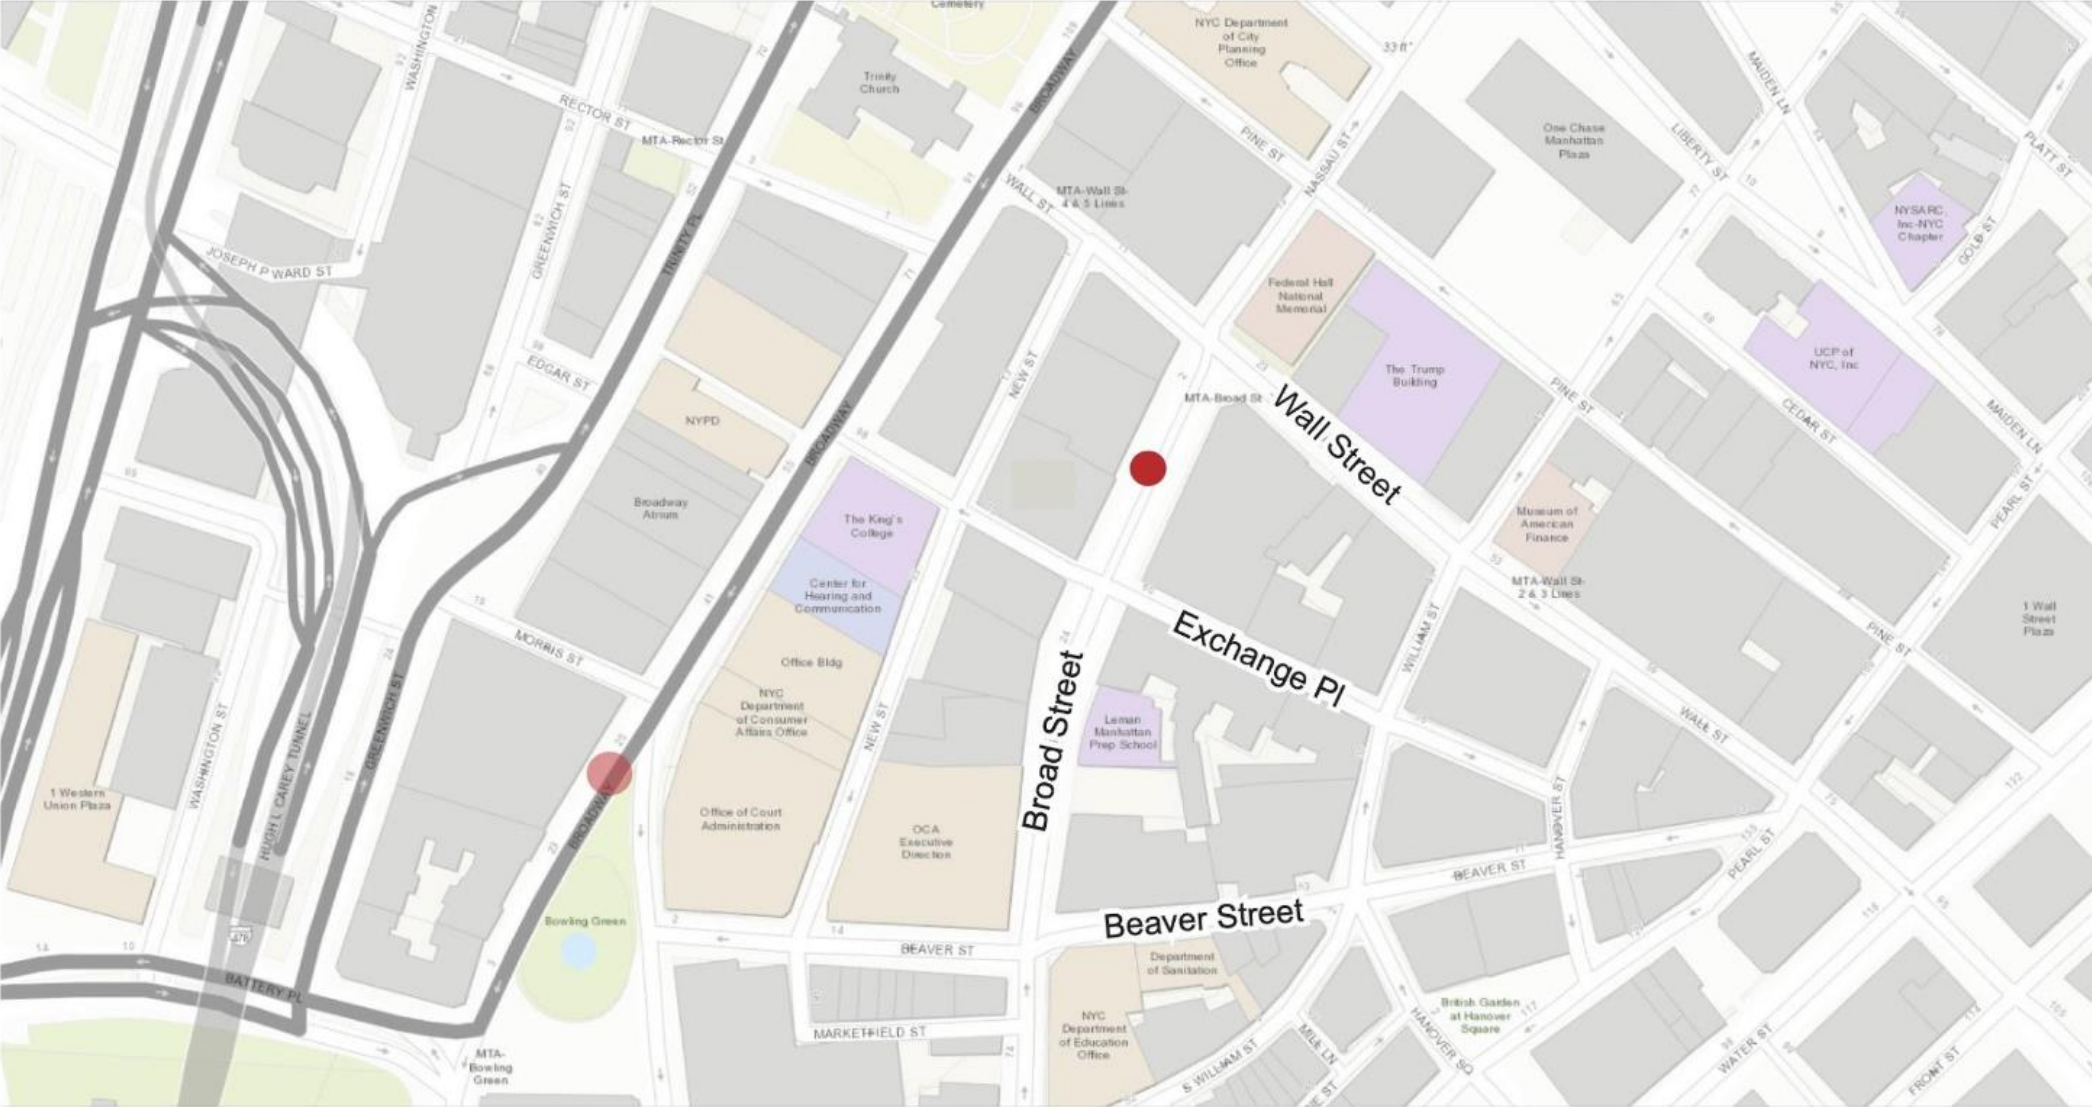 Cemetery
NYC Department
of City
Planning
Office
33 ft
WASHINGTON
BROADWAY
MAIDEN LN
Trinity
Church
RECTOR ST
MTA-Rector St
PINE ST
NASSAU ST
One Chase
Manhattan
Plaza
LIBERTY ST
PLATT ST
WALL ST
MTA-Wall St-
4 & 5 Lines
GREENWICH ST
TRINITY PL
NYSARC,
Inc-NYC
Chapter
GOLD ST
JOSEPH P WARD ST
Federal Hall
National
Memorial
NEW ST
EDGAR ST
The Trump
Building
UCP of
NYC, Inc
MTA-Broad St
Wall Street
PINE ST
CEDAR ST
MAIDEN LN
NYPD
BROADWAY
Broadway
Atrium
The King's
College
Museum of
American
Finance
PEARL ST
Center for
Hearing and
Communication
MTA-Wall St-
2 & 3 Lines
1 Wall
Street
Plaza
MORRIS ST
Exchange Pl
WILLIAM ST
PINE ST
Office Bldg
NYC
Department
of Consumer
Affairs Office
GREENWICH ST
NEW ST
Broad Street
24
Leman
Manhattan
Prep School
WALL ST
WASHINGTON ST
HUGH L CAREY TUNNEL
1 Western
Union Plaza
BROADWAY
Office of Court
Administration
OCA
Executive
Direction
HANOVER ST
PEARL ST
BEAVER ST
Bowling Green
Beaver Street
14
BEAVER ST
478
BATTERY PL
Department
of Sanitation
NYC
Department
of Education
Office
MARKETFIELD ST
British Garden
at Hanover
Square
HANOVER SQ
MILL LN
S WILLIAM ST
WATER ST
FRONT ST
MTA-
Bowling
Green